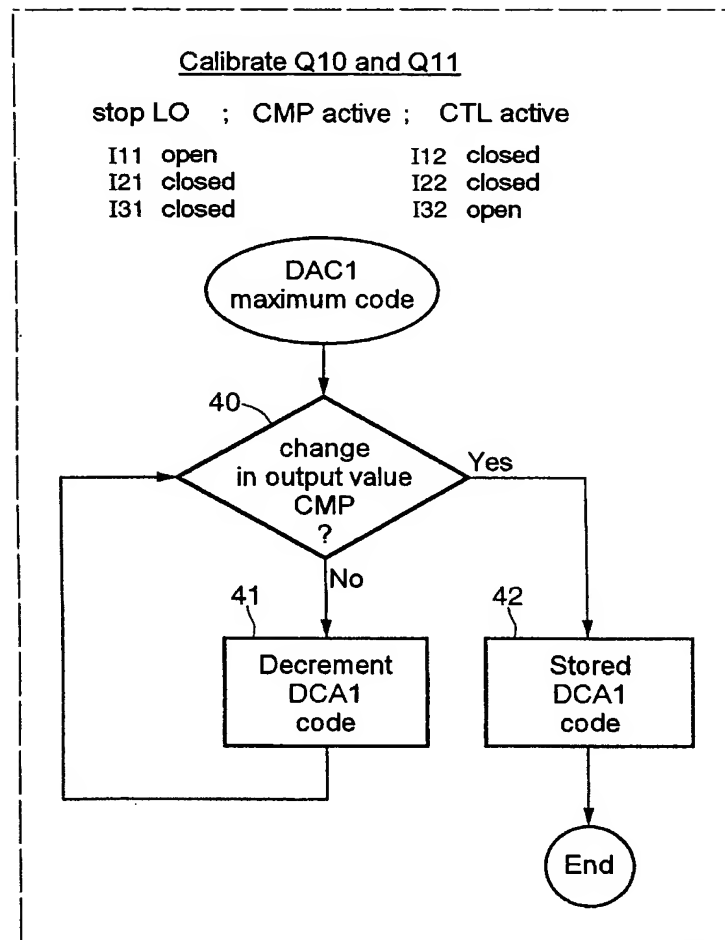 Calibrate Q10 and Q11
stop LO ; CMP active ; CTL active
I11 open I12 closed
I21 closed I22 closed
I31 closed I32 open
DAC1
maximum code
40
change
in output value
CMP
?
Yes
No
41
Decrement
DCA1
code
42
Stored
DCA1
code
End